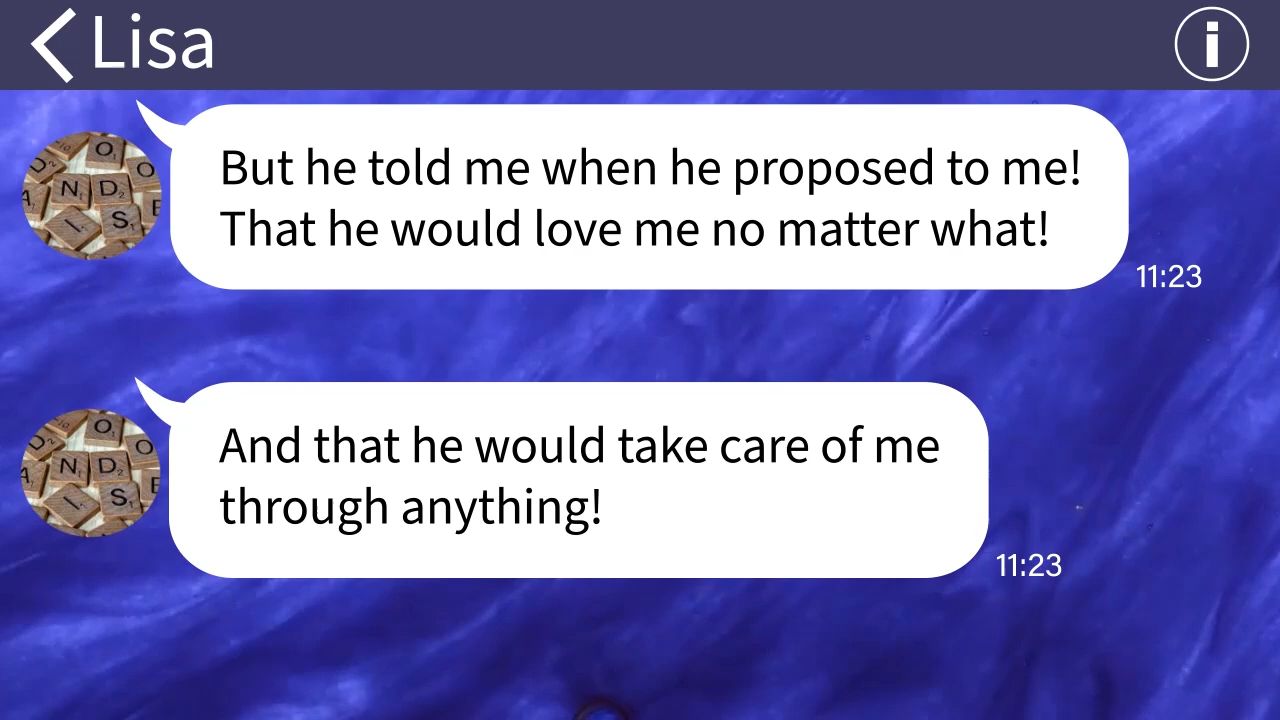 Lisa
But he told me when he proposed to me!
That he would love me no matter what!
11:23
And that he would take care of me
through anything!
11:23